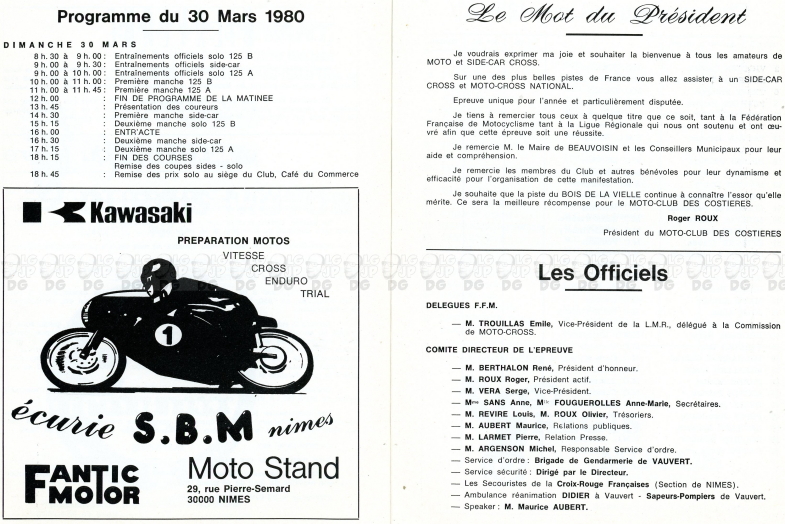 Programme du 30 Mars 1980
DIMANCHE 30 MARS
8 h. 30 à 9 h. 00 : Entraînements officiels solo 125 B
9 h. 00 à 9 h. 30 : Entraînements officiels side-car
9 h. 00 à 10 h. 00 : Entraînements officiels solo 125 A
10 h. 00 à 11 h. 00 : Première manche 125 B
11 h. 00 à 11 h. 45 : Première manche 125 A
12 h. 00 : FIN DE PROGRAMME DE LA MATINEE
13 h. 45 : Présentation des coureurs
14 h. 30 : Première manche side-car
15 h. 15 : Deuxième manche solo 125 B
16 h. 00 : ENTR'ACTE
16 h. 30 : Deuxième manche side-car
17 h. 15 : Deuxième manche solo 125 A
18 h. 15 : FIN DES COURSES
Remise des coupes sides - solo
18 h. 45 : Remise des prix solo au siège du Club, Café du Commerce
Kawasaki
PREPARATION MOTOS
VITESSE
CROSS
ENDURO
TRIAL
1
écurie S.B.M nimes
FANTIC MOTOR
Moto Stand
29, rue Pierre-Semard
30000 NIMES
Le Mot du Président
Je voudrais exprimer ma joie et souhaiter la bienvenue à tous les amateurs de
MOTO et SIDE-CAR CROSS.
Sur une des plus belles pistes de France vous allez assister à un SIDE-CAR
CROSS et MOTO-CROSS NATIONAL.
Epreuve unique pour l'année et particulièrement disputée.
Je tiens à remercier tous ceux à quelque titre que ce soit, tant à la Fédération
Française de Motocyclisme tant à la Ligue Régionale qui nous ont soutenu et ont œu-
vré afin que cette épreuve soit une réussite.
Je remercie M. le Maire de BEAUVOISIN et les Conseillers Municipaux pour leur
aide et compréhension.
Je remercie les membres du Club et autres bénévoles pour leur dynamisme et
efficacité pour l'organisation de cette manifestation.
Je souhaite que la piste du BOIS DE LA VIELLE continue à connaître l'essor qu'elle
mérite. Ce sera la meilleure récompense pour le MOTO-CLUB DES COSTIERES.
Roger ROUX
Président du MOTO-CLUB DES COSTIERES
Les Officiels
DELEGUES F.F.M.
— M. TROUILLAS Emile, Vice-Président de la L.M.R., délégué à la Commission
de MOTO-CROSS.
COMITE DIRECTEUR DE L'EPREUVE
— M. BERTHALON René, Président d'honneur.
— M. ROUX Roger, Président actif.
— M. VERA Serge, Vice-Président.
— Mme SANS Anne, Mlle FOUGUEROLLES Anne-Marie, Secrétaires.
— M. REVIRE Louis, M. ROUX Olivier, Trésoriers.
— M. AUBERT Maurice, Relations publiques.
— M. LARMET Pierre, Relation Presse.
— M. ARGENSON Michel, Responsable Service d'ordre.
— Service d'ordre : Brigade de Gendarmerie de VAUVERT.
— Service sécurité : Dirigé par le Directeur.
— Les Secouristes de la Croix-Rouge Françaises (Section de NIMES).
— Ambulance réanimation DIDIER à Vauvert - Sapeurs-Pompiers de Vauvert.
— Speaker : M. Maurice AUBERT.